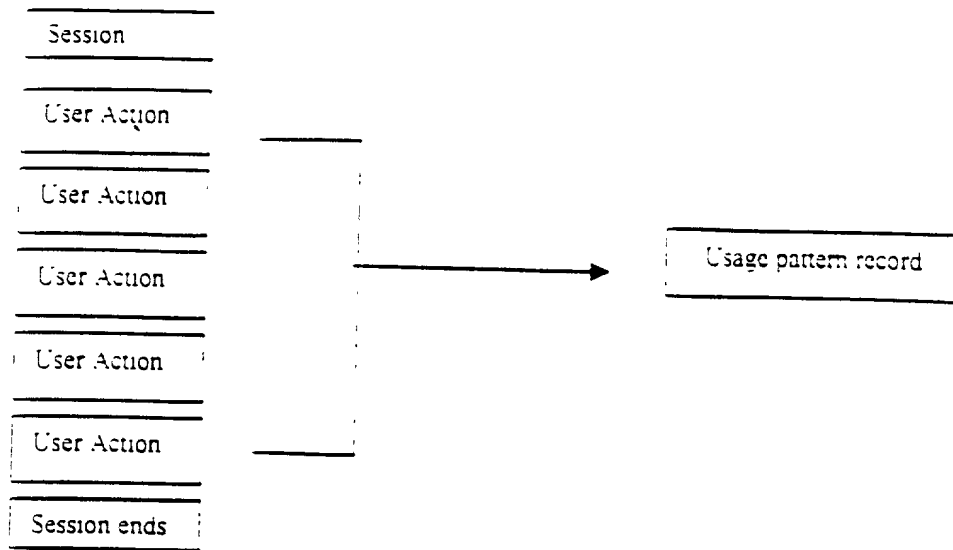 Session
User Action
User Action
User Action
User Action
User Action
Session ends
Usage pattern record